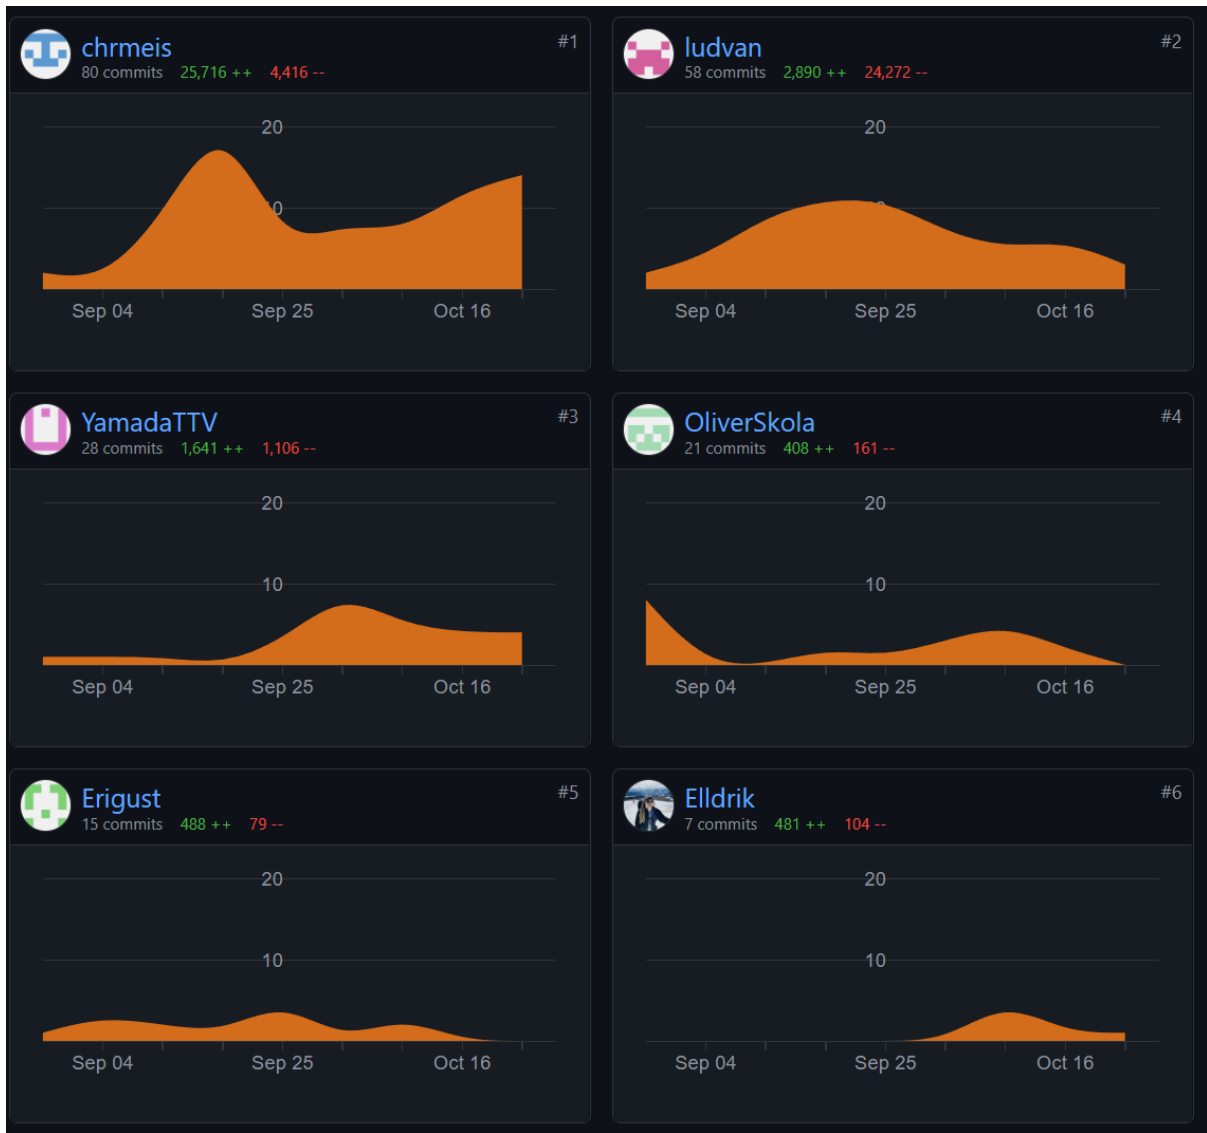 chrmeis #1
80 commits 25,716 ++ 4,416 --
20
0
Sep 04 Sep 25 Oct 16
ludvan #2
58 commits 2,890 ++ 24,272 --
20
Sep 04 Sep 25 Oct 16
YamadaTTV #3
28 commits 1,641 ++ 1,106 --
20
10
Sep 04 Sep 25 Oct 16
OliverSkola #4
21 commits 408 ++ 161 --
20
10
Sep 04 Sep 25 Oct 16
Erigust #5
15 commits 488 ++ 79 --
20
10
Sep 04 Sep 25 Oct 16
Elldrik #6
7 commits 481 ++ 104 --
20
10
Sep 04 Sep 25 Oct 16